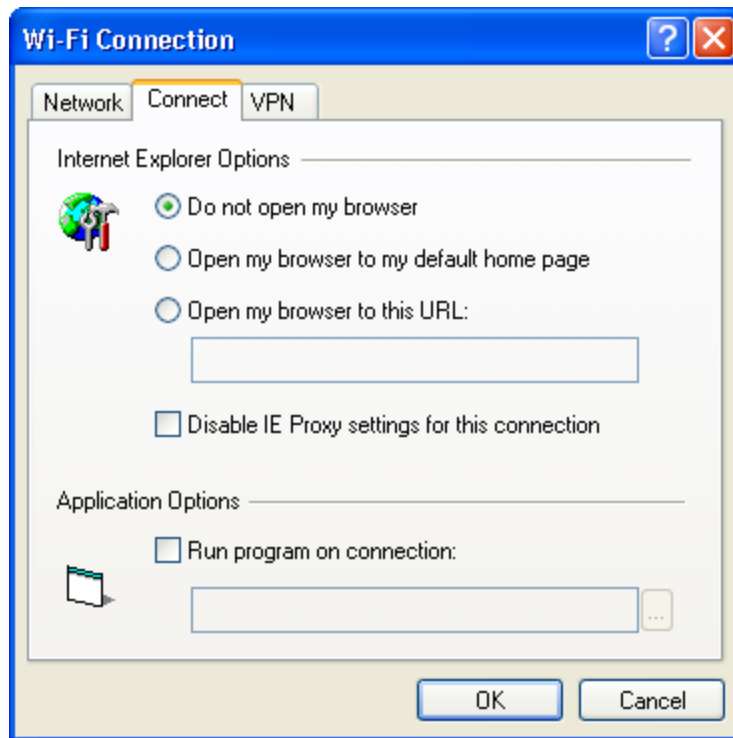 Wi-Fi Connection
Network Connect VPN
Internet Explorer Options
Do not open my browser
Open my browser to my default home page
Open my browser to this URL:
Disable IE Proxy settings for this connection
Application Options
Run program on connection:
...
OK Cancel